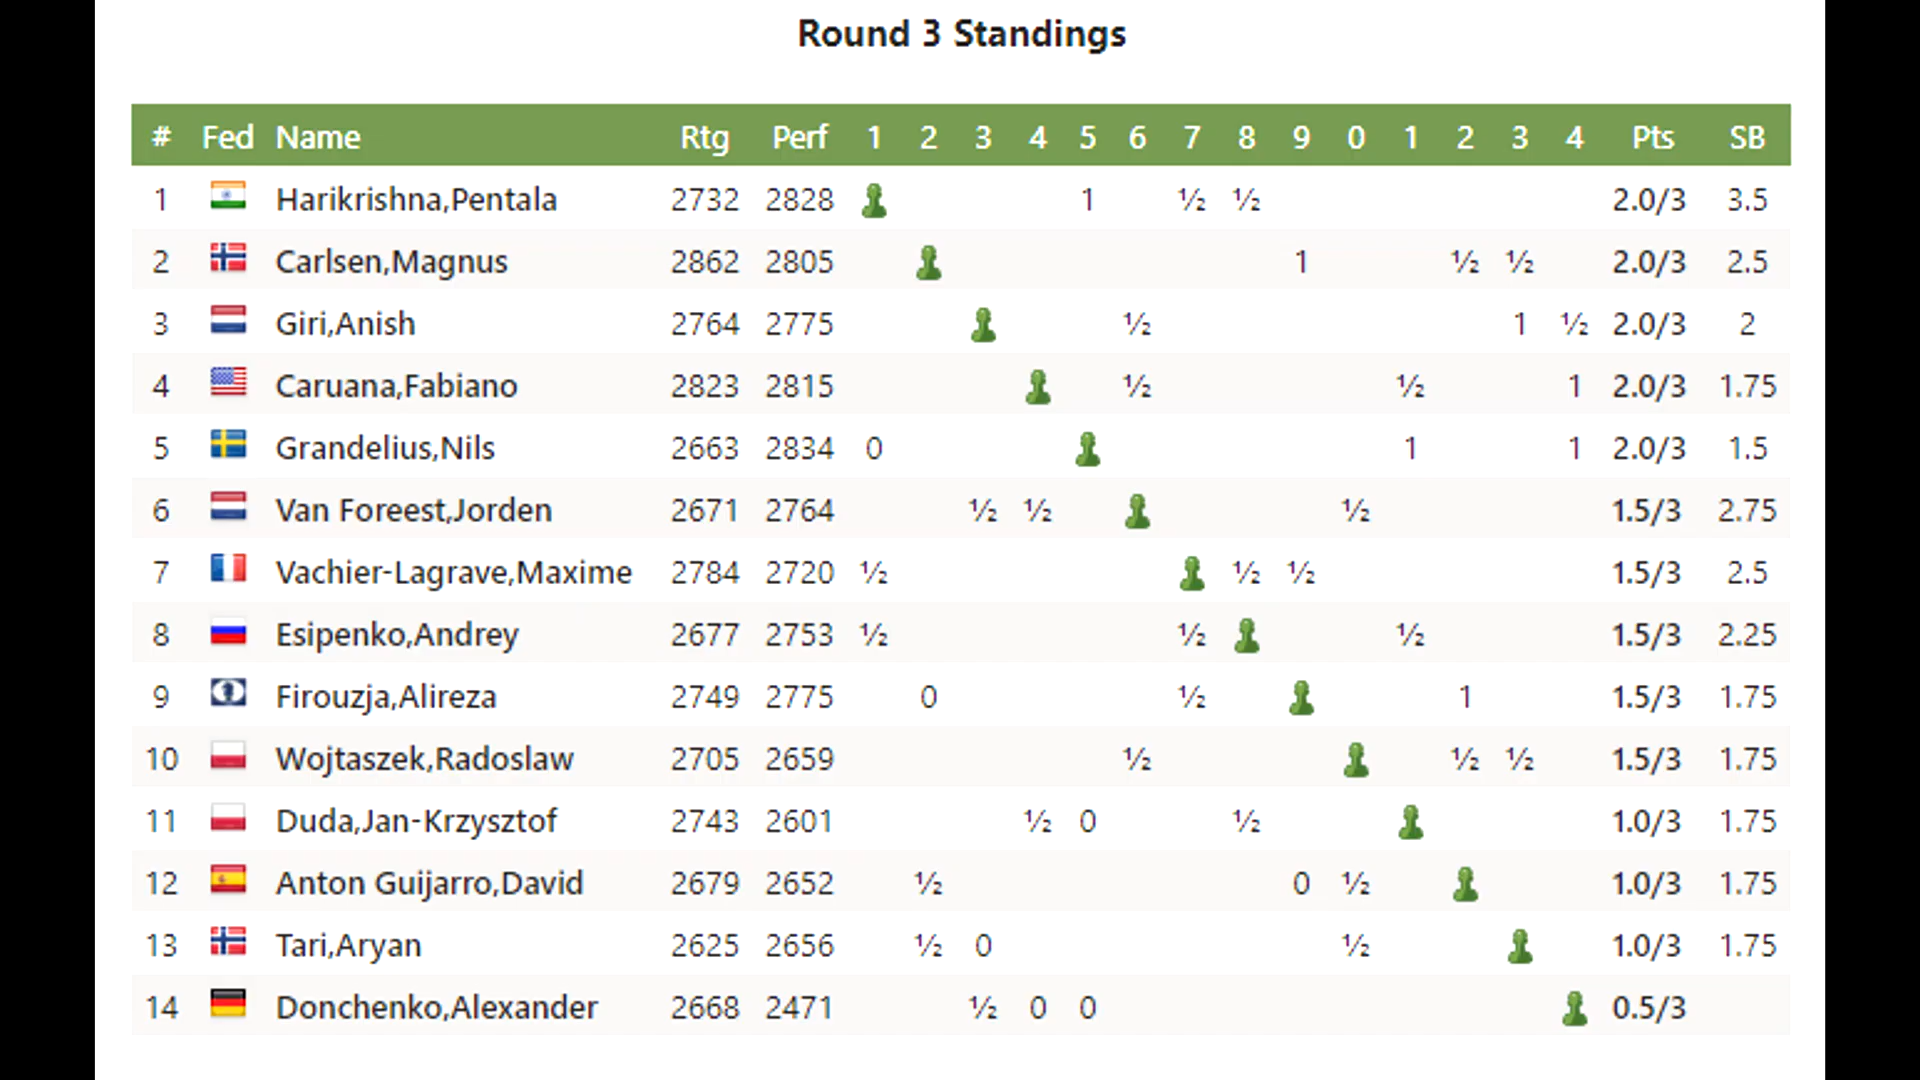 Round 3 Standings
# Fed Name Rtg Perf 1 2 3 4 5 6 7 8 9 0 1 2 3 4 Pts SB
1 Harikrishna,Pentala 2732 2828 1 ½ ½ 2.0/3 3.5
2 Carlsen,Magnus 2862 2805 1 ½ ½ 2.0/3 2.5
3 Giri,Anish 2764 2775 ½ 1 ½ 2.0/3 2
4 Caruana,Fabiano 2823 2815 ½ ½ 1 2.0/3 1.75
5 Grandelius,Nils 2663 2834 0 1 1 2.0/3 1.5
6 Van Foreest,Jorden 2671 2764 ½ ½ ½ 1.5/3 2.75
7 Vachier-Lagrave,Maxime 2784 2720 ½ ½ ½ 1.5/3 2.5
8 Esipenko,Andrey 2677 2753 ½ ½ ½ 1.5/3 2.25
9 Firouzja,Alireza 2749 2775 0 ½ 1 1.5/3 1.75
10 Wojtaszek,Radoslaw 2705 2659 ½ ½ ½ 1.5/3 1.75
11 Duda,Jan-Krzysztof 2743 2601 ½ 0 ½ 1.0/3 1.75
12 Anton Guijarro,David 2679 2652 ½ 0 ½ 1.0/3 1.75
13 Tari,Aryan 2625 2656 ½ 0 ½ 1.0/3 1.75
14 Donchenko,Alexander 2668 2471 ½ 0 0 0.5/3